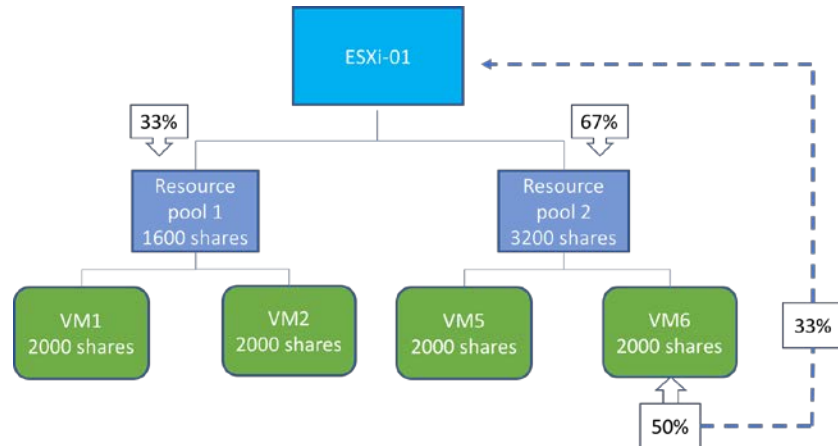 ESXi-01
33%
67%
Resource
pool 1
1600 shares
Resource
pool 2
3200 shares
VM1
2000 shares
VM2
2000 shares
VM5
2000 shares
VM6
2000 shares
33%
50%